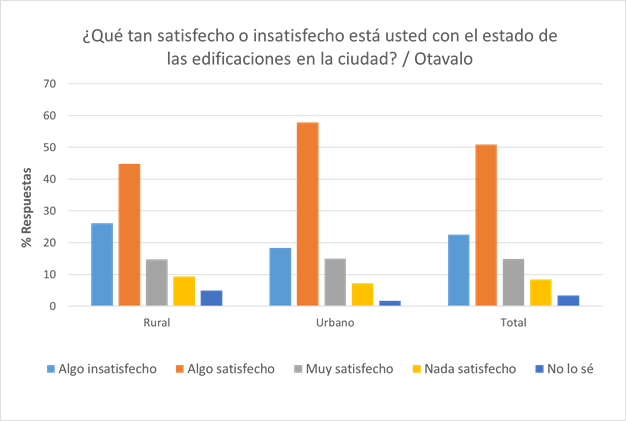 ¿Qué tan satisfecho o insatisfecho está usted con el estado de
las edificaciones en la ciudad? / Otavalo
70
60
50
40
30
20
10
0
% Respuestas
Rural Urbano Total
Algo insatisfecho Algo satisfecho Muy satisfecho Nada satisfecho No lo sé